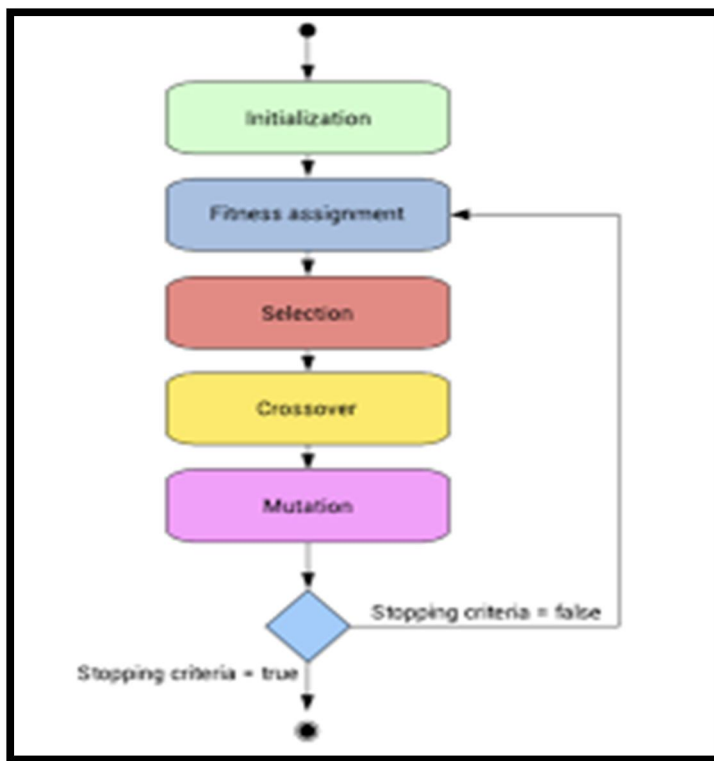 Initialization
Fitness assignment
Selection
Crossover
Mutation
Stopping criteria = false
Stopping criteria = true